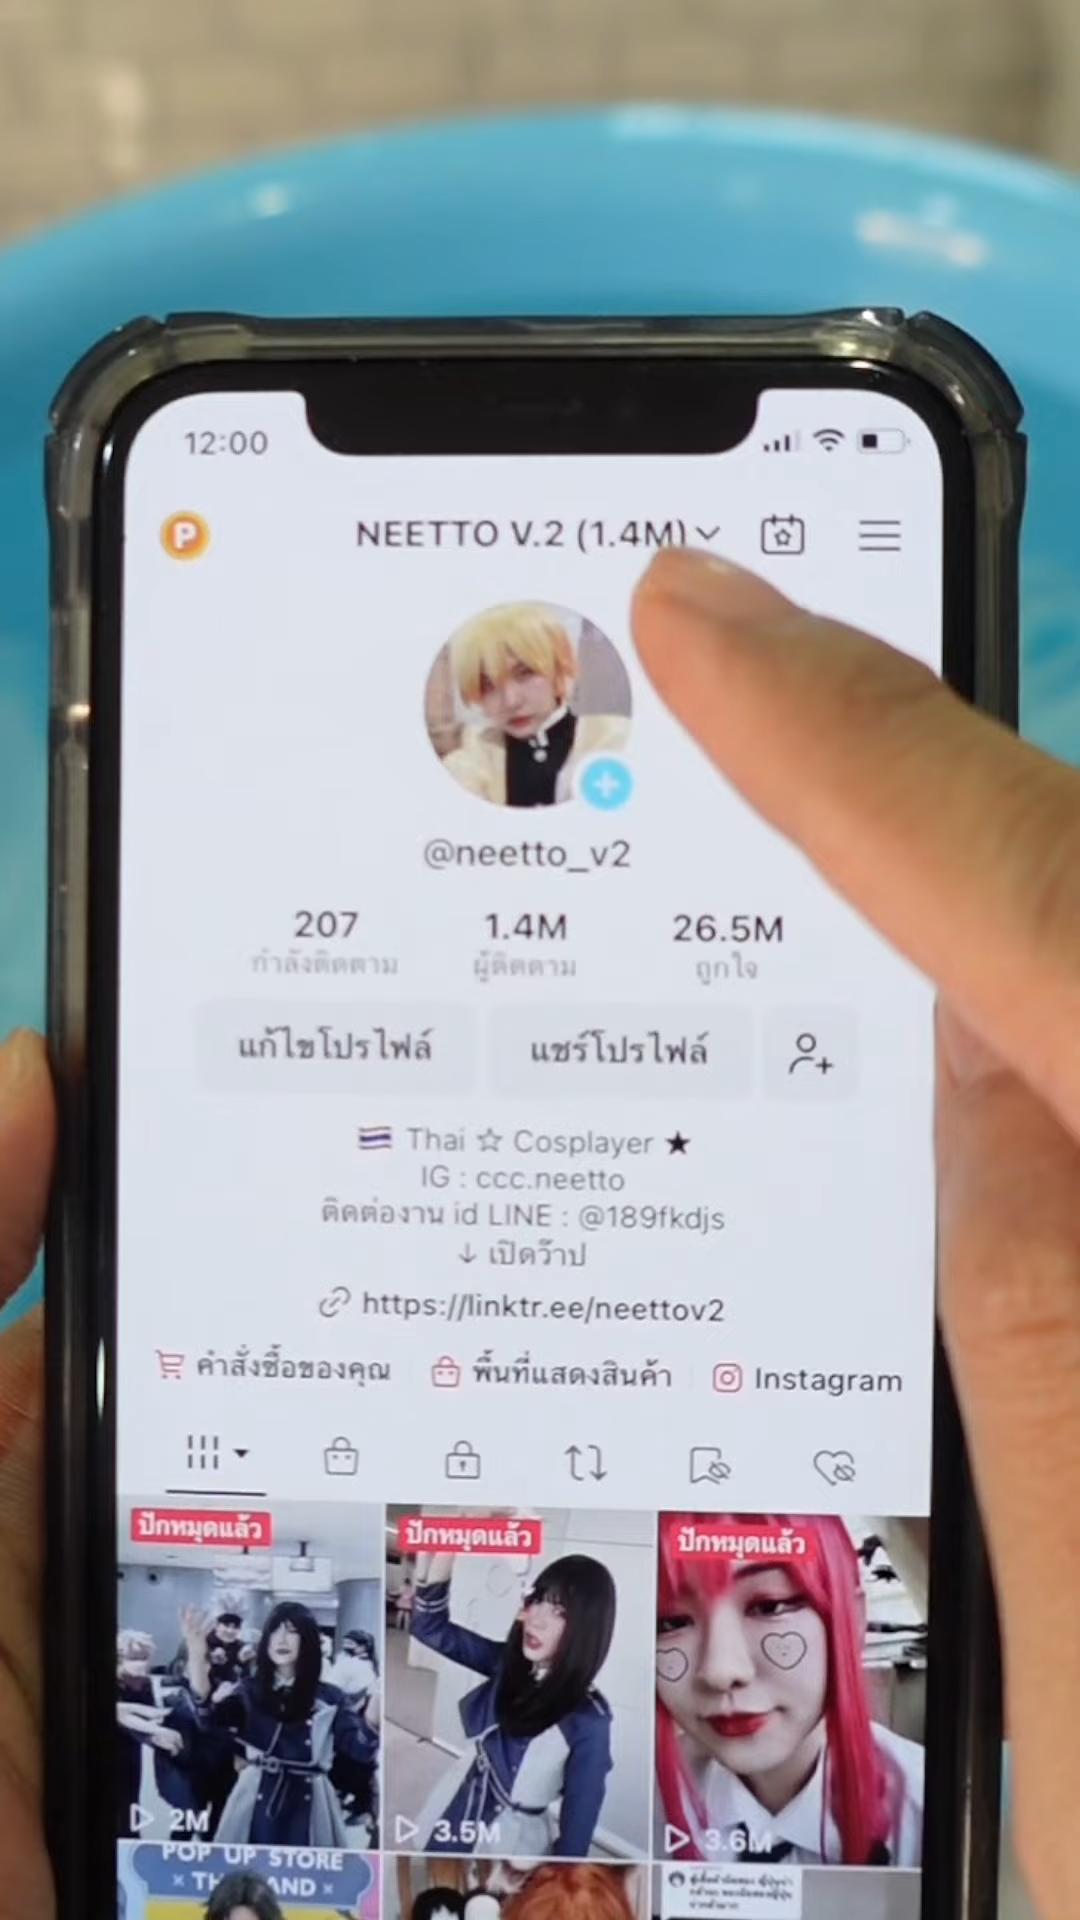 12:00
P
NEETTO V.2 (1.4M)
@neetto_v2
207 1.4M 26.5M
กำลังติดตาม ผู้ติดตาม ถูกใจ
แก้ไขโปรไฟล์ แชร์โปรไฟล์
Thai ☆ Cosplayer ★
IG : ccc.neetto
ติดต่องาน id LINE : @189fkdjs
↓ เปิดว๊าป
https://linktr.ee/neettov2
คำสั่งซื้อของคุณ พื้นที่แสดงสินค้า Instagram
ปักหมุดแล้ว ปักหมุดแล้ว ปักหมุดแล้ว
2M 3.5M 3.6M
POP UP STORE